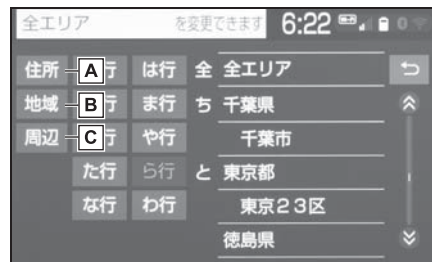 全エリア を変更できます 6:22
住所 A 行 は行 全 全エリア
地域 B 行 ま行 ち 千葉県
周辺 C 行 や行 千葉市
た行 ら行 と 東京都
な行 わ行 東京23区
徳島県